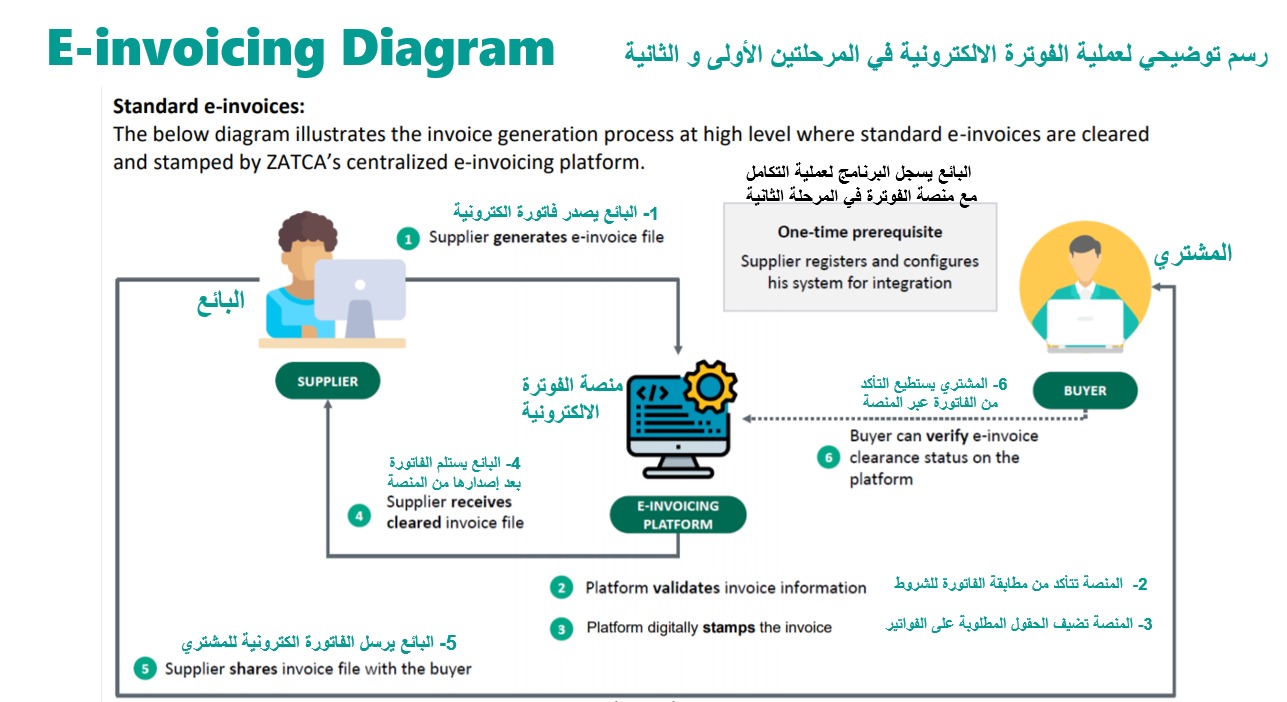 E-invoicing Diagram
رسم توضيحي لعملية الفوترة الالكترونية في المرحلتين الأولى و الثانية
Standard e-invoices:
The below diagram illustrates the invoice generation process at high level where standard e-invoices are cleared
and stamped by ZATCA's centralized e-invoicing platform.
البائع يسجل البرنامج لعملية التكامل
مع منصة الفوترة في المرحلة الثانية
One-time prerequisite
Supplier registers and configures
his system for integration
1- البائع يصدر فاتورة الكترونية
1 Supplier generates e-invoice file
البائع
SUPPLIER
المشتري
BUYER
منصة الفوترة
الالكترونية
</>
E-INVOICING
PLATFORM
6- المشتري يستطيع التأكد
من الفاتورة عبر المنصة
6 Buyer can verify e-invoice
clearance status on the
platform
4- البائع يستلم الفاتورة
بعد إصدارها من المنصة
4 Supplier receives
cleared invoice file
2 Platform validates invoice information
2- المنصة تتأكد من مطابقة الفاتورة للشروط
3 Platform digitally stamps the invoice
3- المنصة تضيف الحقول المطلوبة على الفواتير
5- البائع يرسل الفاتورة الكترونية للمشتري
5 Supplier shares invoice file with the buyer